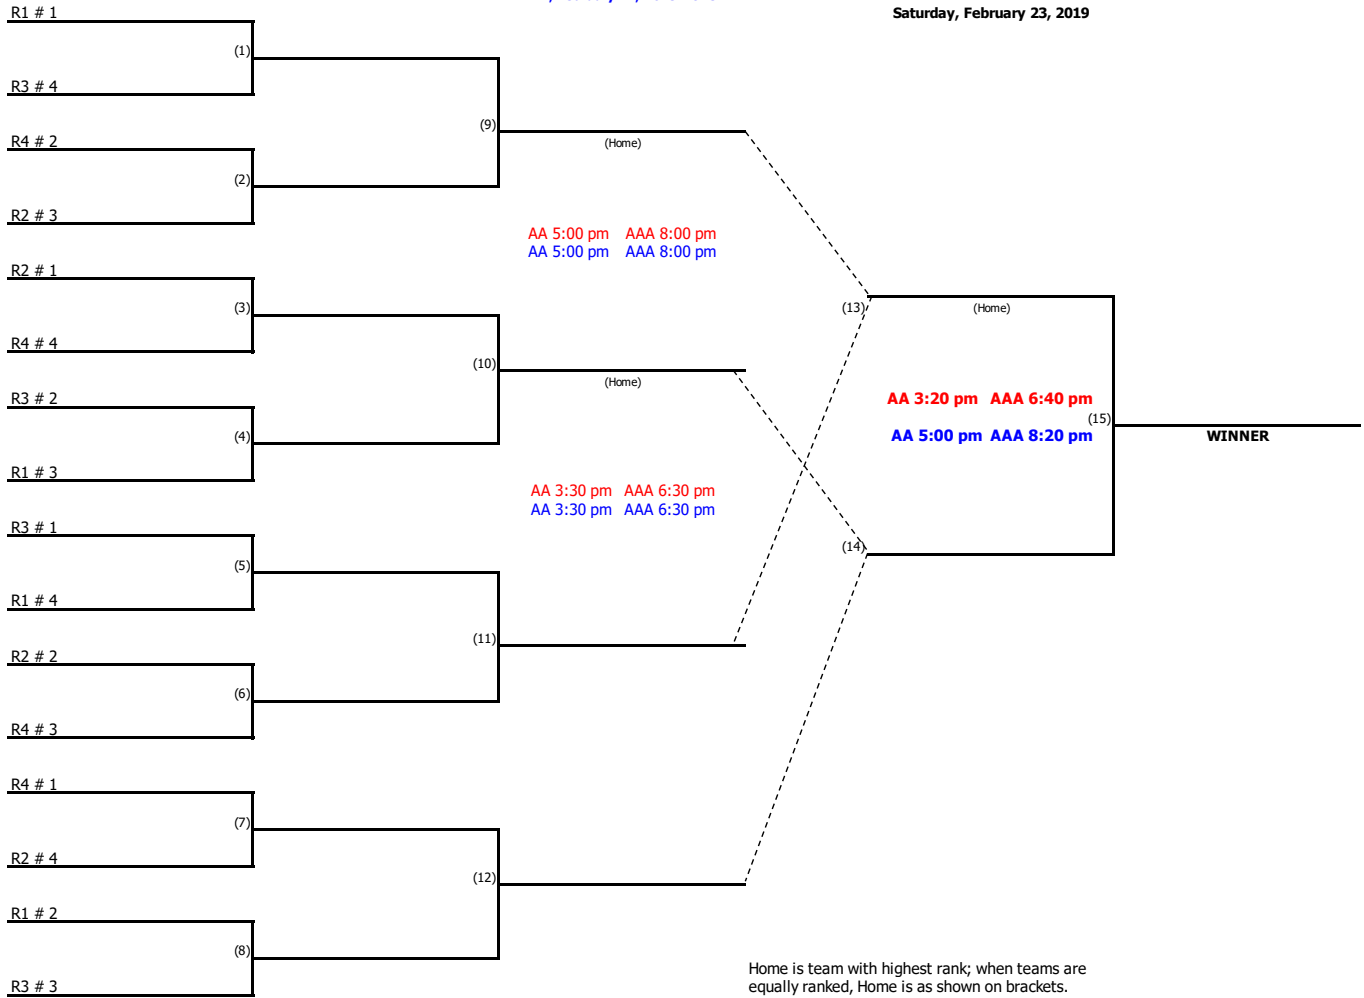 Saturday, February 23, 2019
R1 # 1
(1)
R3 # 4
(9)
(Home)
R4 # 2
(2)
R2 # 3
AA 5:00 pm AAA 8:00 pm
AA 5:00 pm AAA 8:00 pm
R2 # 1
(3)
R4 # 4
(13)
(Home)
(10)
(Home)
R3 # 2
(4)
R1 # 3
AA 3:20 pm AAA 6:40 pm
(15)
AA 5:00 pm AAA 8:20 pm
WINNER
AA 3:30 pm AAA 6:30 pm
AA 3:30 pm AAA 6:30 pm
R3 # 1
(5)
R1 # 4
(14)
(11)
R2 # 2
(6)
R4 # 3
R4 # 1
(7)
R2 # 4
(12)
R1 # 2
(8)
R3 # 3
Home is team with highest rank; when teams are
equally ranked, Home is as shown on brackets.